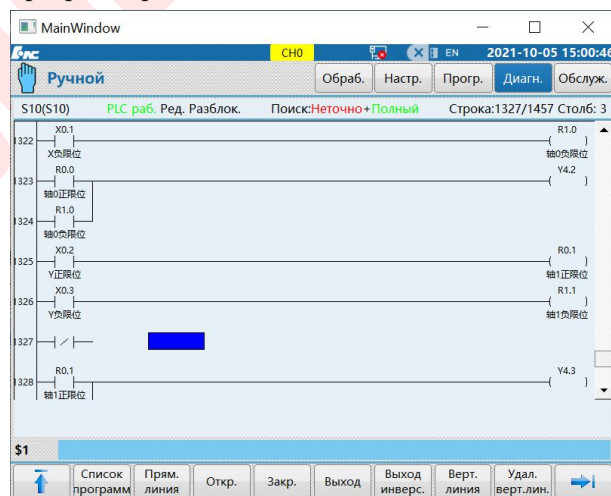 MainWindow
CH0 EN 2021-10-05 15:00:46
Ручной Обраб. Настр. Прогр. Диагн. Обслуж.
S10(S10) PLC раб. Ред. Разблок. Поиск:Неточно+Полный Строка:1327/1457 Столб: 3
X0.1 R1.0
1322 ( )
X负限位 轴0负限位
R0.0 Y4.2
1323 ( )
轴0正限位
R1.0
1324
轴0负限位
X0.2 R0.1
1325 ( )
Y正限位 轴1正限位
X0.3 R1.1
1326 ( )
Y负限位 轴1负限位
1327 /
R0.1 Y4.3
1328 ( )
轴1正限位
$1
Список программ Прям. линия Откр. Закр. Выход Выход инверс. Верт. линия Удал. верт.лин.